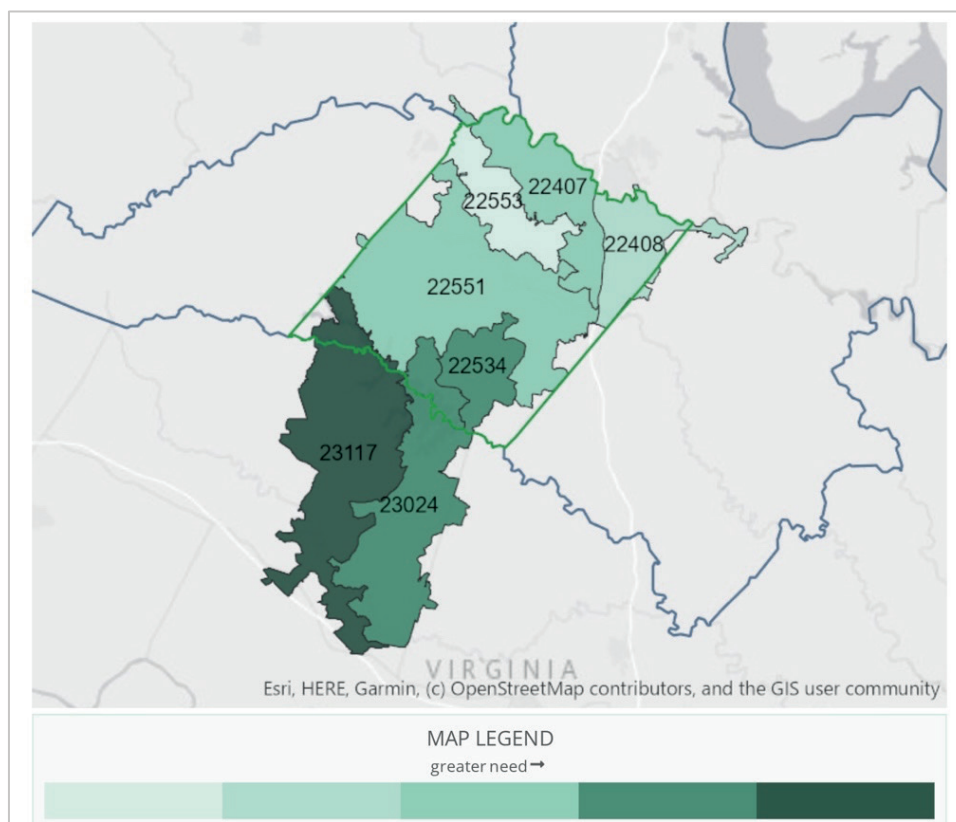 22407
22553
22408
22551
22534
23117
23024
VIRGINIA
Esri, HERE, Garmin, (c) OpenStreetMap contributors, and the GIS user community
MAP LEGEND
greater need →